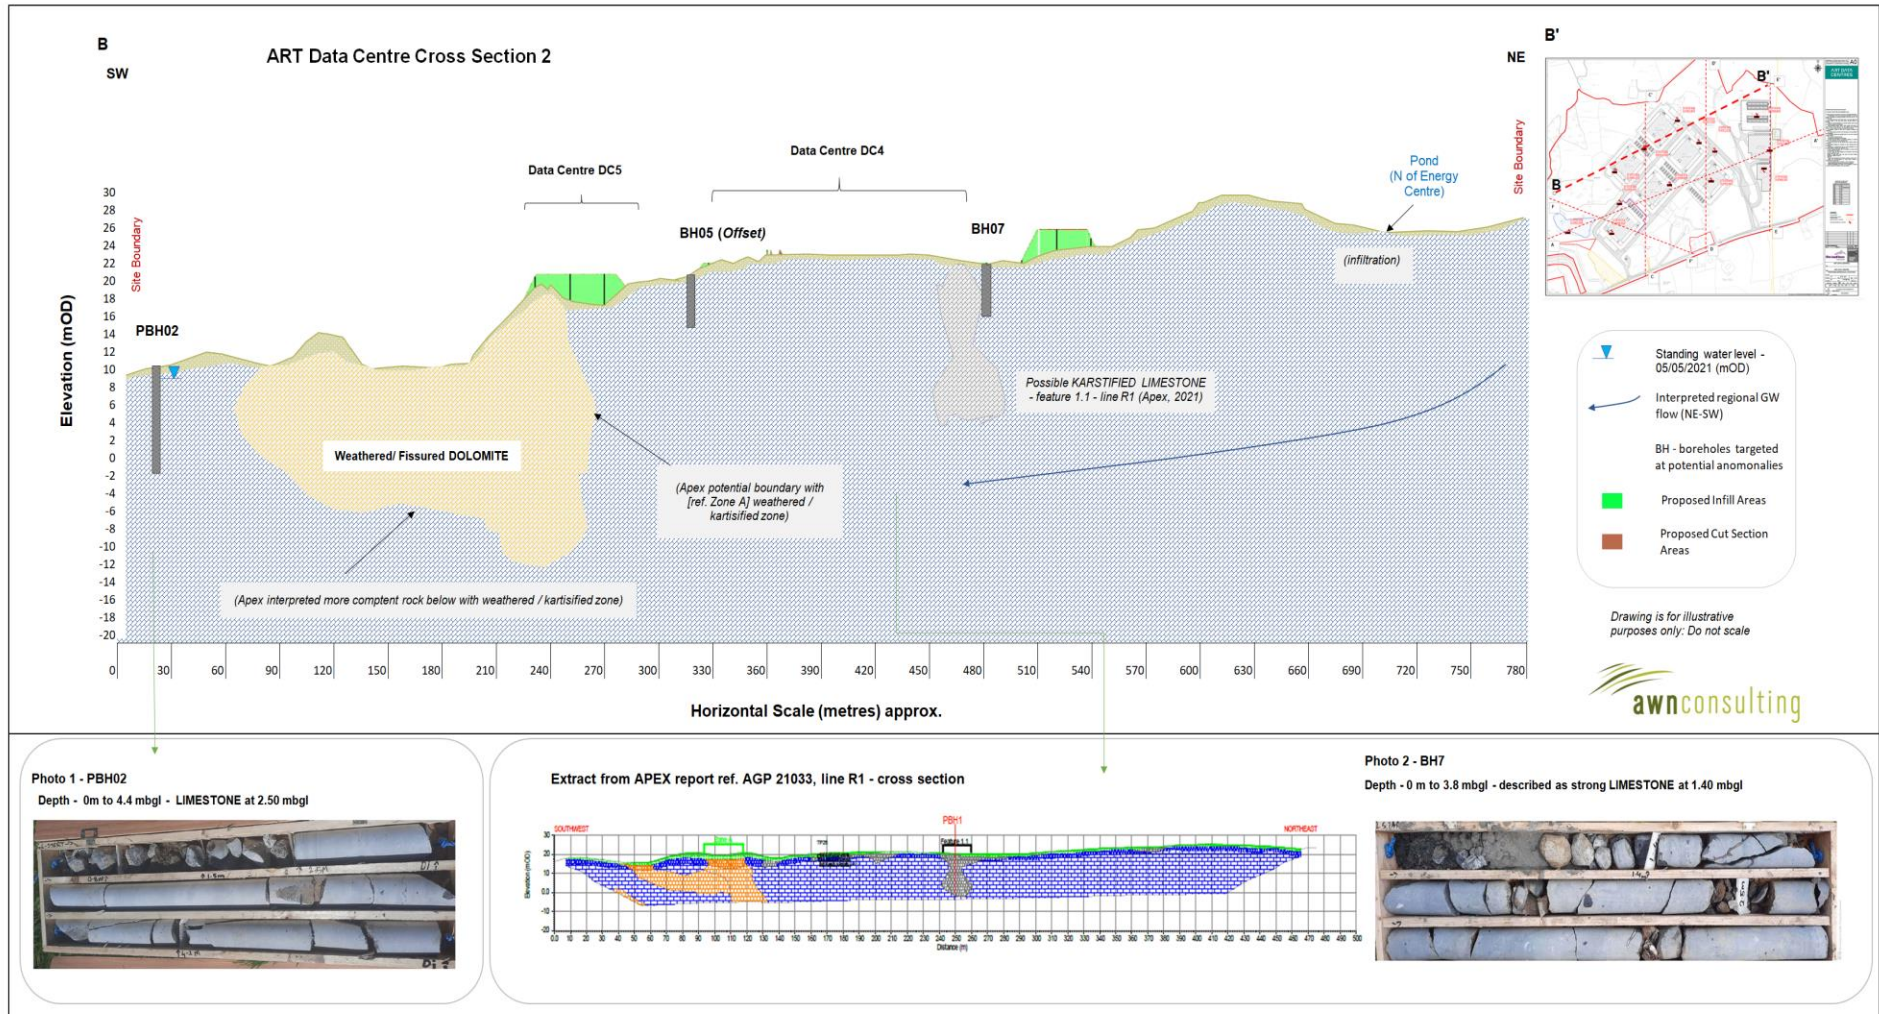 B
SW
ART Data Centre Cross Section 2
NE
B'
Site Boundary
Site Boundary
Data Centre DC5
Data Centre DC4
Pond
(N of Energy
Centre)
BH05 (Offset)
BH07
PBH02
(infiltration)
Elevation (mOD)
30
28
26
24
22
20
18
16
14
12
10
8
6
4
2
0
-2
-4
-6
-8
-10
-12
-14
-16
-18
-20
Possible KARSTIFIED LIMESTONE
- feature 1.1 - line R1 (Apex, 2021)
Weathered/ Fissured DOLOMITE
(Apex potential boundary with
[ref. Zone A] weathered /
kartisified zone)
(Apex interpreted more comptent rock below with weathered / kartisified zone)
0 30 60 90 120 150 180 210 240 270 300 330 360 390 420 450 480 510 540 570 600 630 660 690 720 750 780
Horizontal Scale (metres) approx.
B'
B
Standing water level -
05/05/2021 (mOD)
Interpreted regional GW
flow (NE-SW)
BH - boreholes targeted
at potential anomonalies
Proposed Infill Areas
Proposed Cut Section
Areas
Drawing is for illustrative
purposes only: Do not scale
awnconsulting
Photo 1 - PBH02
Depth - 0m to 4.4 mbgl - LIMESTONE at 2.50 mbgl
Extract from APEX report ref. AGP 21033, line R1 - cross section
SOUTHWEST
PBH1
NORTHEAST
Feature 1.1
Elevation (mOD)
Distance (m)
Photo 2 - BH7
Depth - 0 m to 3.8 mbgl - described as strong LIMESTONE at 1.40 mbgl